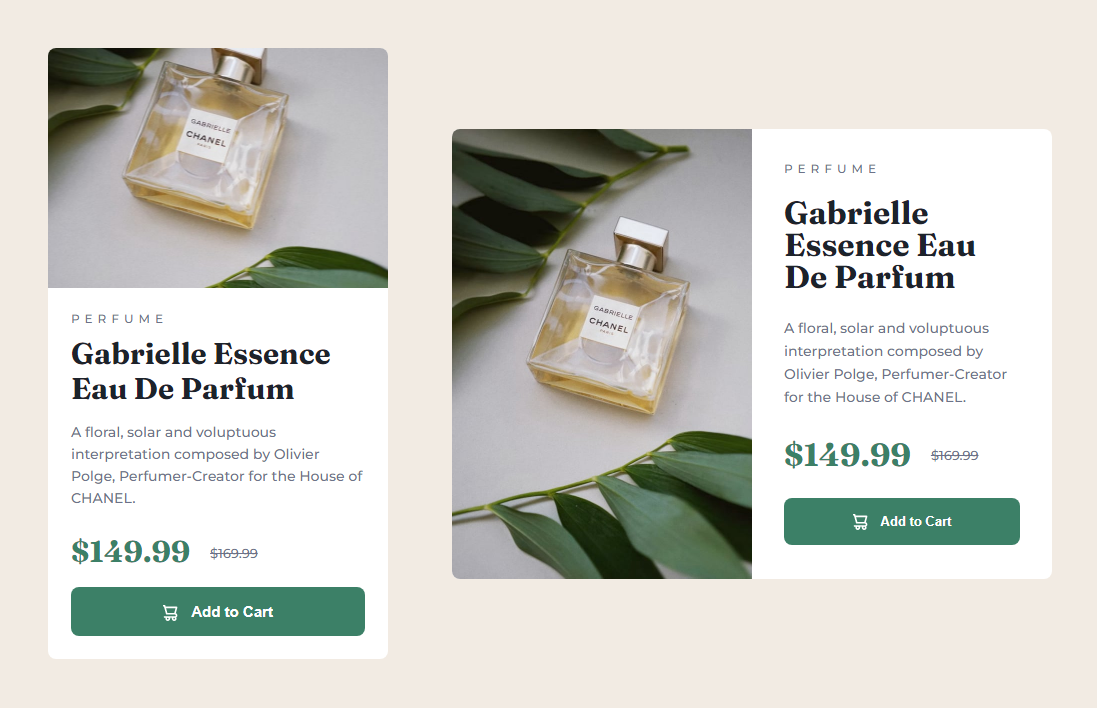 GABRIELLE
CHANEL
PARIS
PERFUME
Gabrielle Essence
Eau De Parfum
A floral, solar and voluptuous
interpretation composed by Olivier
Polge, Perfumer-Creator for the House of
CHANEL.
$149.99 $169.99
Add to Cart
GABRIELLE
CHANEL
PARIS
PERFUME
Gabrielle
Essence Eau
De Parfum
A floral, solar and voluptuous
interpretation composed by
Olivier Polge, Perfumer-Creator
for the House of CHANEL.
$149.99 $169.99
Add to Cart